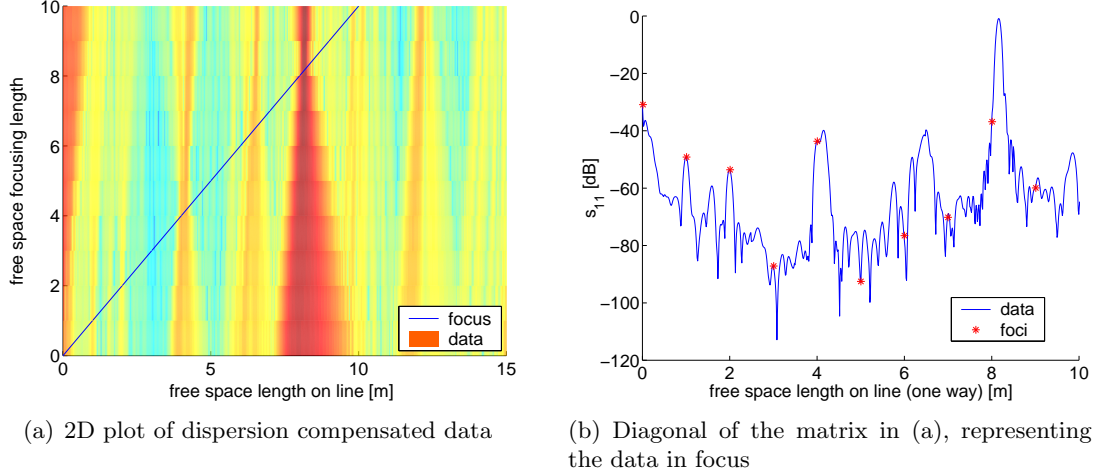 10
8
6
4
2
0
free space focusing length
focus
data
0
5
10
15
free space length on line [m]
(a) 2D plot of dispersion compensated data
0
−20
−40
−60
−80
−100
−120
s11 [dB]
data
foci
0
2
4
6
8
10
free space length on line (one way) [m]
(b) Diagonal of the matrix in (a), representing
the data in focus